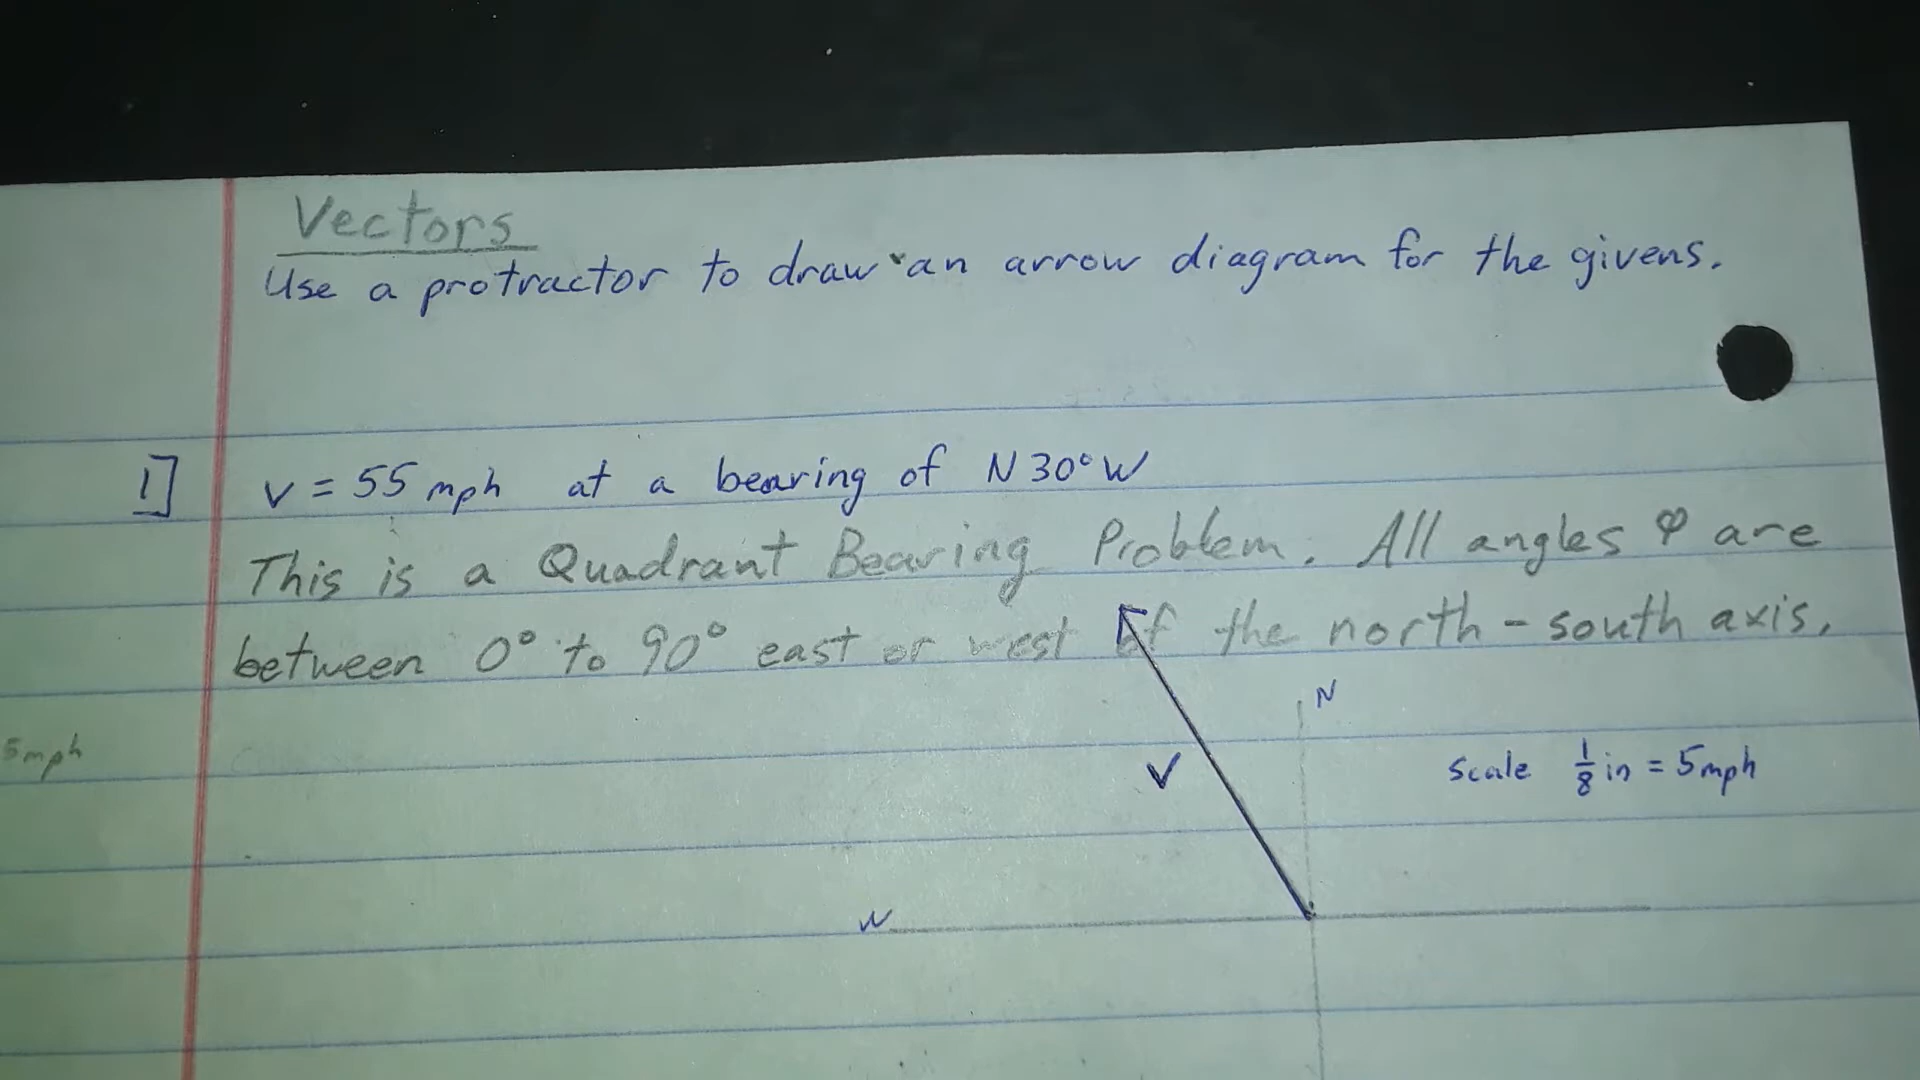 Vectors
Use a protractor to draw an arrow diagram for the givens.
1] v = 55 mph at a bearing of N30°W
This is a Quadrant Bearing Problem. All angles φ are
between 0° to 90° east or west of the north-south axis.
N
5mph
V
Scale 1/8 in = 5mph
W